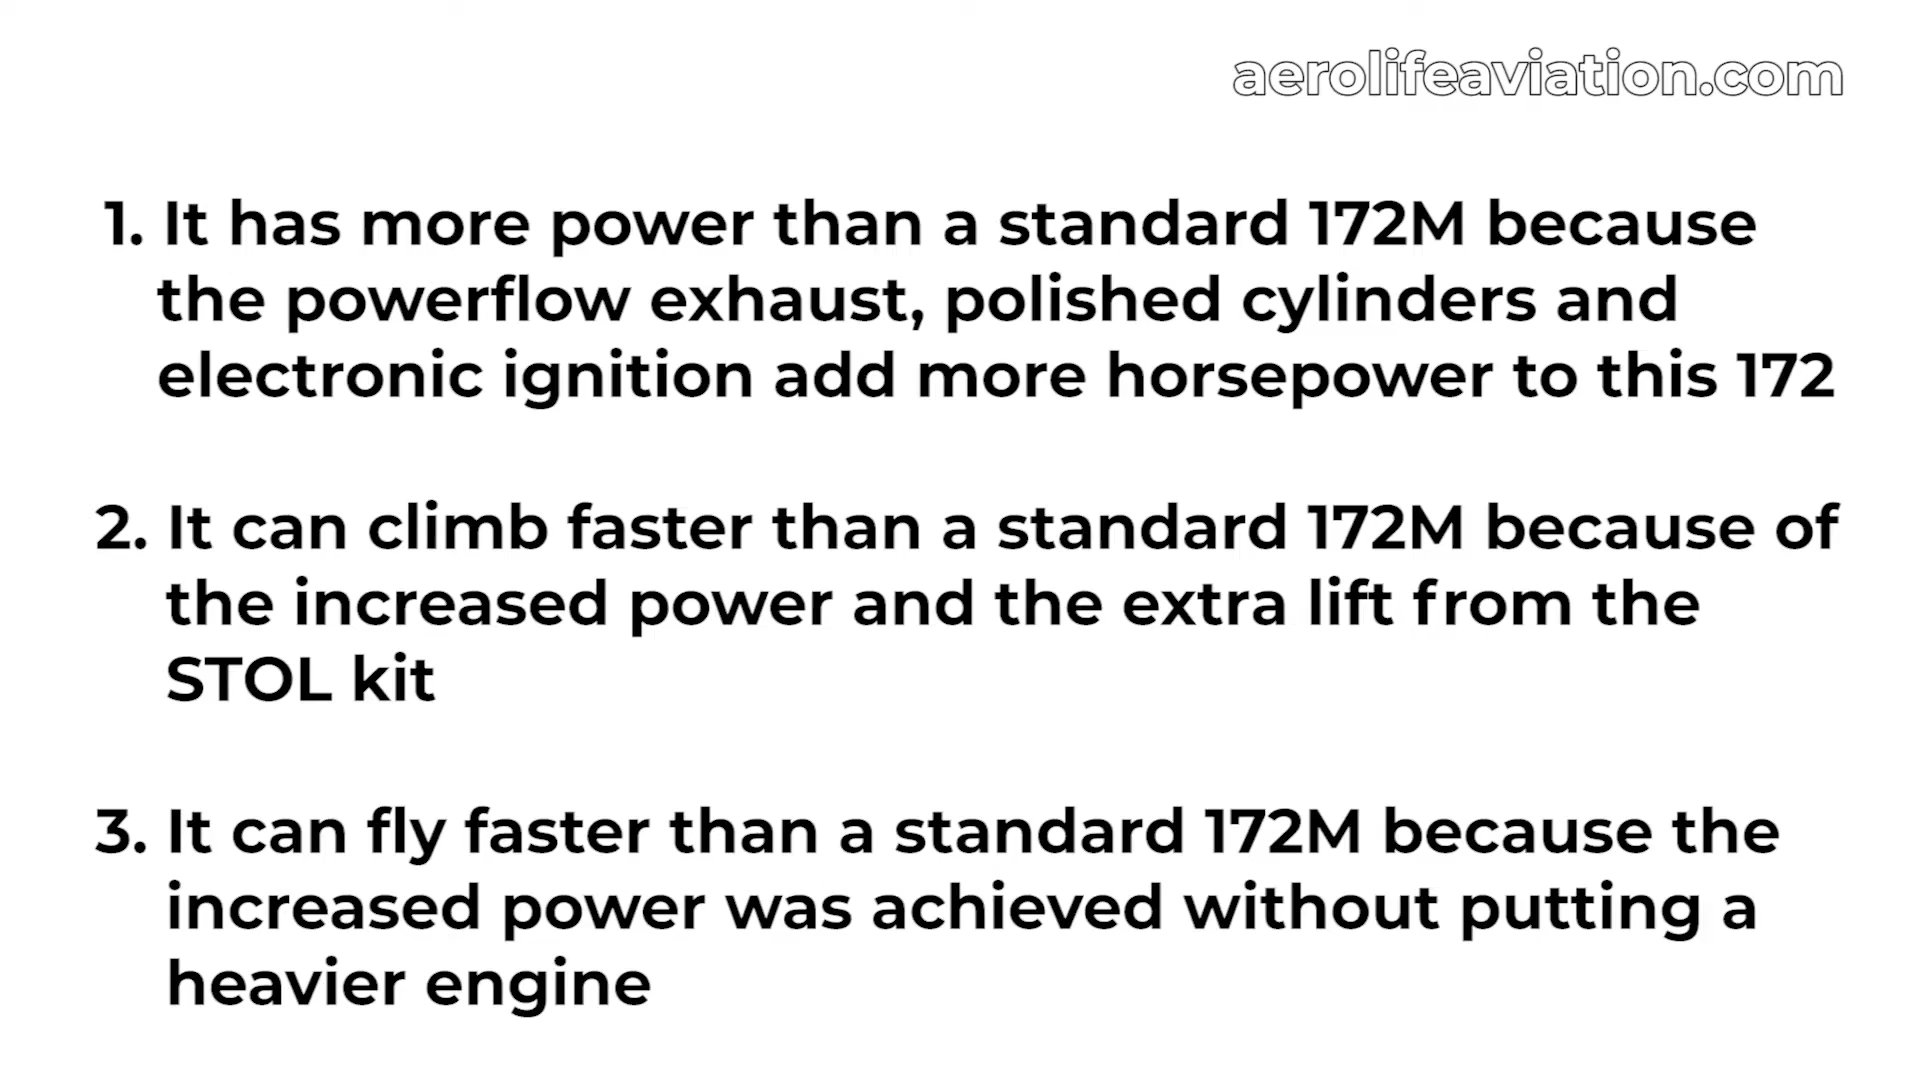 aerolifeaviation.com
1. It has more power than a standard 172M because
the powerflow exhaust, polished cylinders and
electronic ignition add more horsepower to this 172
2. It can climb faster than a standard 172M because of
the increased power and the extra lift from the
STOL kit
3. It can fly faster than a standard 172M because the
increased power was achieved without putting a
heavier engine